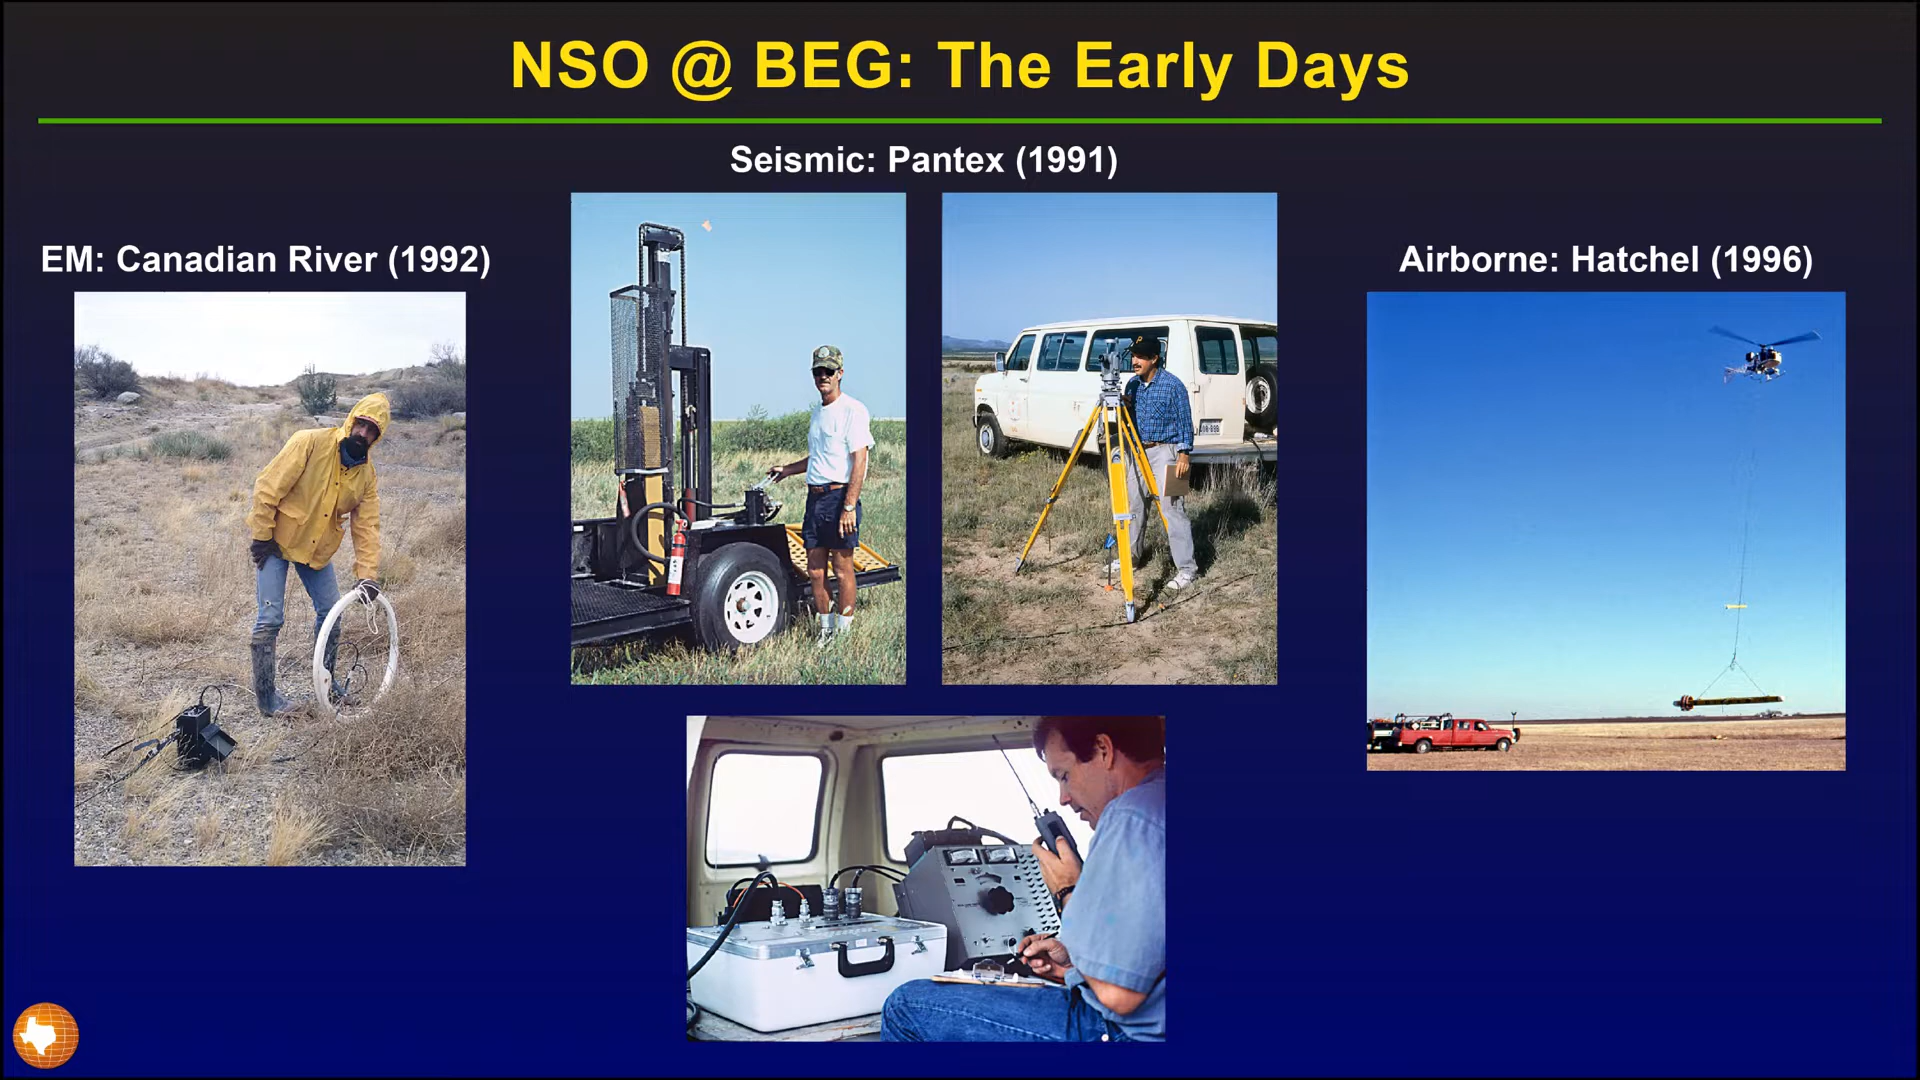 NSO @ BEG: The Early Days
Seismic: Pantex (1991)
EM: Canadian River (1992)
Airborne: Hatchel (1996)